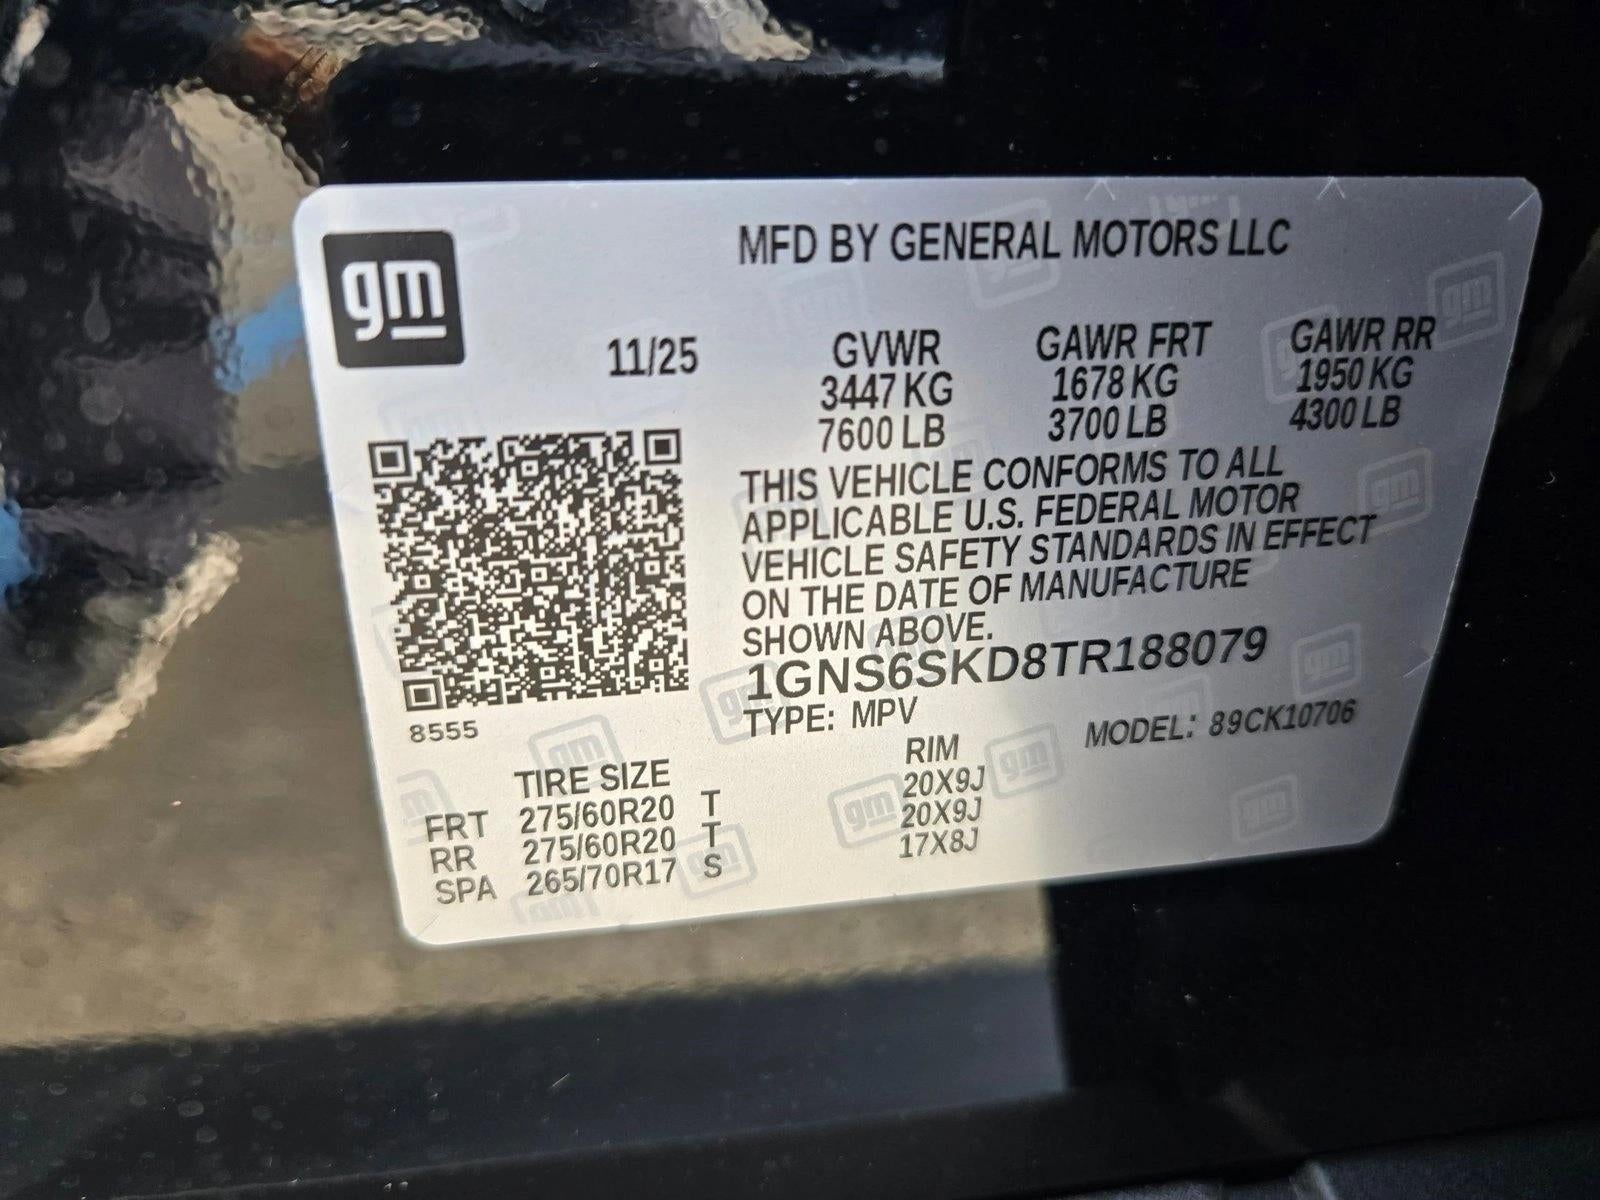 gm
MFD BY GENERAL MOTORS LLC
11/25 GVWR GAWR FRT GAWR RR
3447 KG 1678 KG 1950 KG
7600 LB 3700 LB 4300 LB
THIS VEHICLE CONFORMS TO ALL
APPLICABLE U.S. FEDERAL MOTOR
VEHICLE SAFETY STANDARDS IN EFFECT
ON THE DATE OF MANUFACTURE
SHOWN ABOVE.
1GNS6SKD8TR188079
8555
TYPE: MPV MODEL: 89CK10706
TIRE SIZE RIM
FRT 275/60R20 T 20X9J
RR 275/60R20 T 20X9J
SPA 265/70R17 S 17X8J